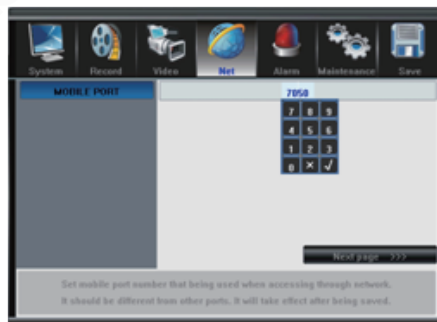 System Record Video Net Alarm Maintenance Save
MOBILE PORT 7050
7 8 9
4 5 6
1 2 3
0 × √
Next page >>>
Set mobile port number that being used when accessing through network.
It should be different from other ports. It will take effect after being saved.